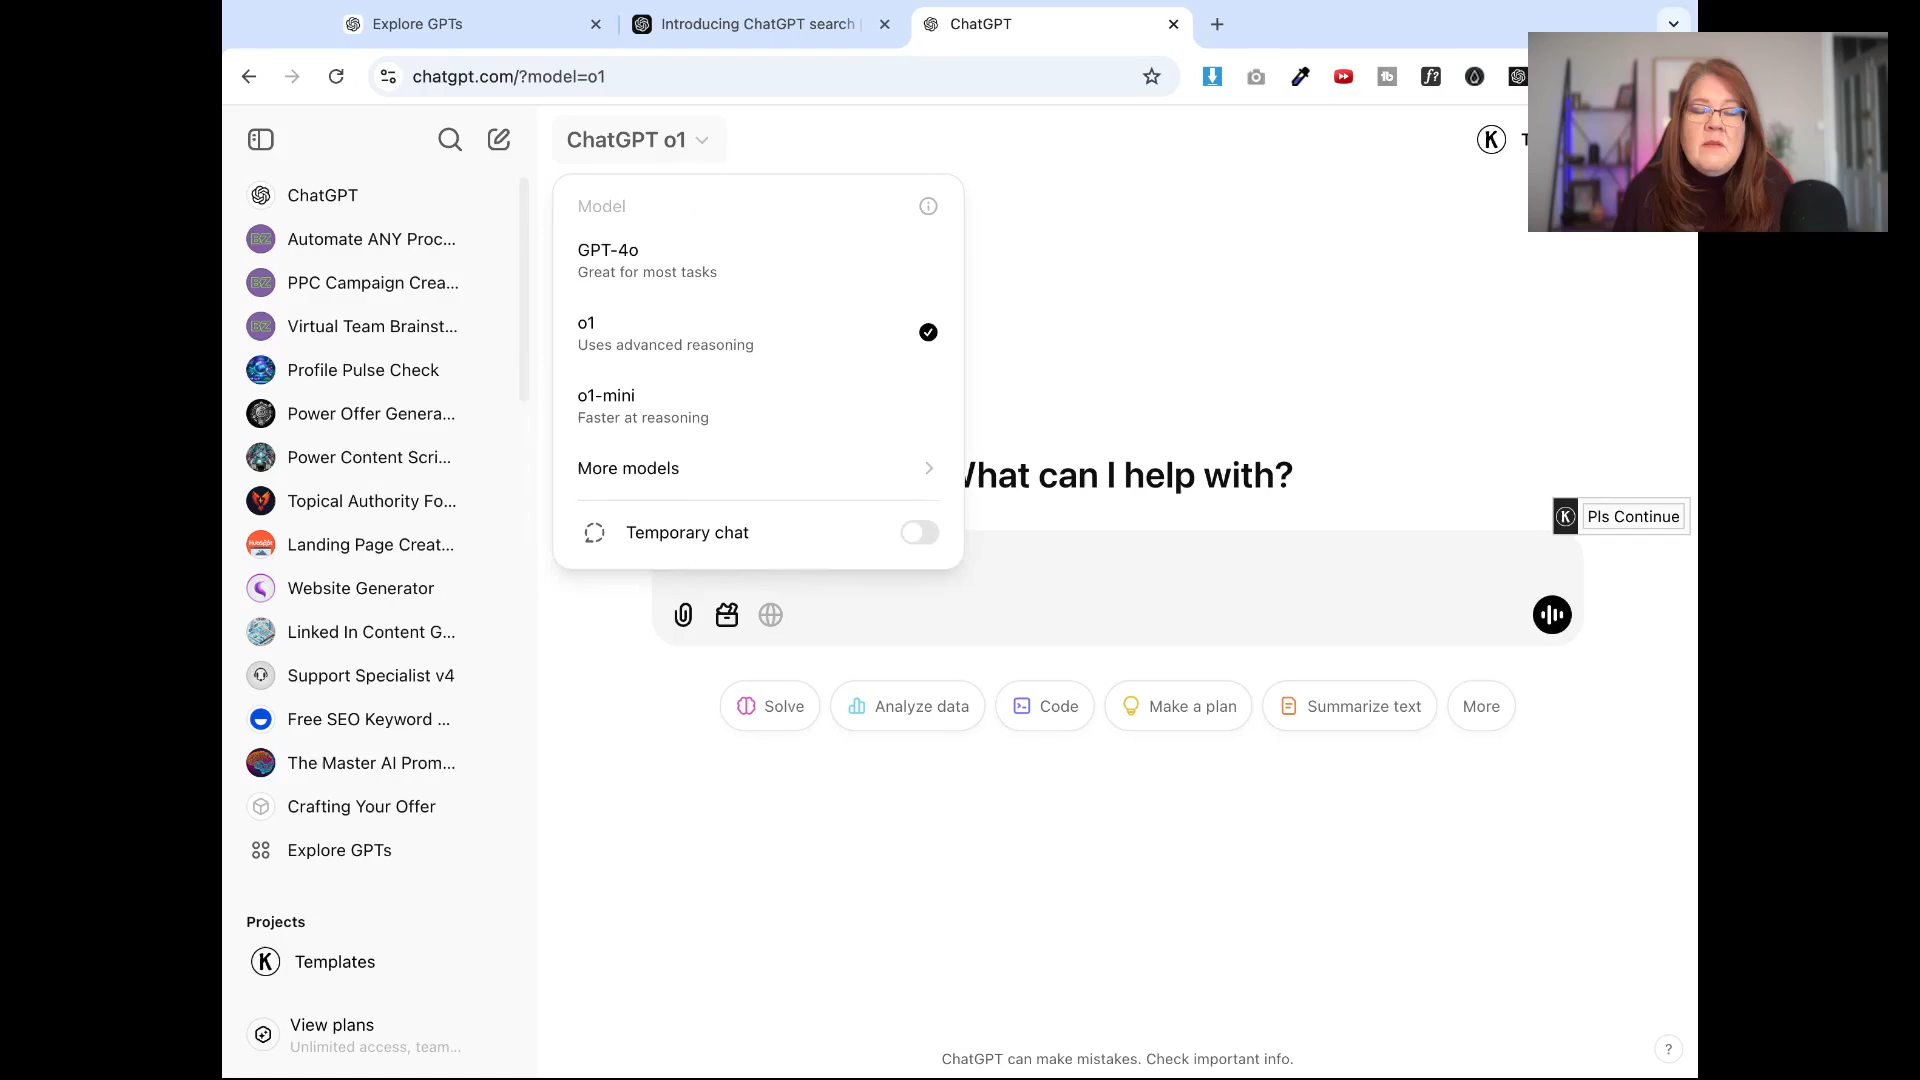 Explore GPTs
Introducing ChatGPT search
ChatGPT
chatgpt.com/?model=o1
ChatGPT o1
K
T
ChatGPT
Automate ANY Proc...
PPC Campaign Crea...
Virtual Team Brainst...
Profile Pulse Check
Power Offer Genera...
Power Content Scri...
Topical Authority Fo...
Landing Page Creat...
Website Generator
Linked In Content G...
Support Specialist v4
Free SEO Keyword ...
The Master AI Prom...
Crafting Your Offer
Explore GPTs
Projects
K Templates
View plans
Unlimited access, team...
Model
GPT-4o
Great for most tasks
o1
Uses advanced reasoning
o1-mini
Faster at reasoning
More models
Temporary chat
What can I help with?
K Pls Continue
Solve
Analyze data
Code
Make a plan
Summarize text
More
ChatGPT can make mistakes. Check important info.
?